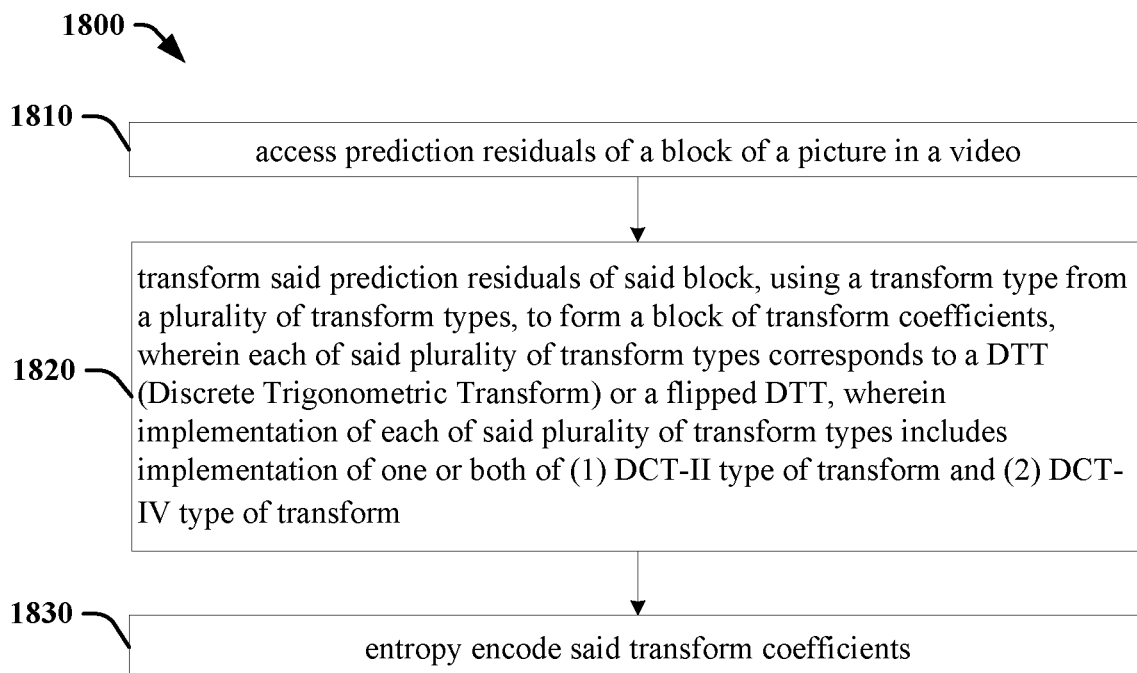 1800
1810
access prediction residuals of a block of a picture in a video
transform said prediction residuals of said block, using a transform type from
a plurality of transform types, to form a block of transform coefficients,
wherein each of said plurality of transform types corresponds to a DTT
1820
(Discrete Trigonometric Transform) or a flipped DTT, wherein
implementation of each of said plurality of transform types includes
implementation of one or both of (1) DCT-II type of transform and (2) DCT-
IV type of transform
1830
entropy encode said transform coefficients